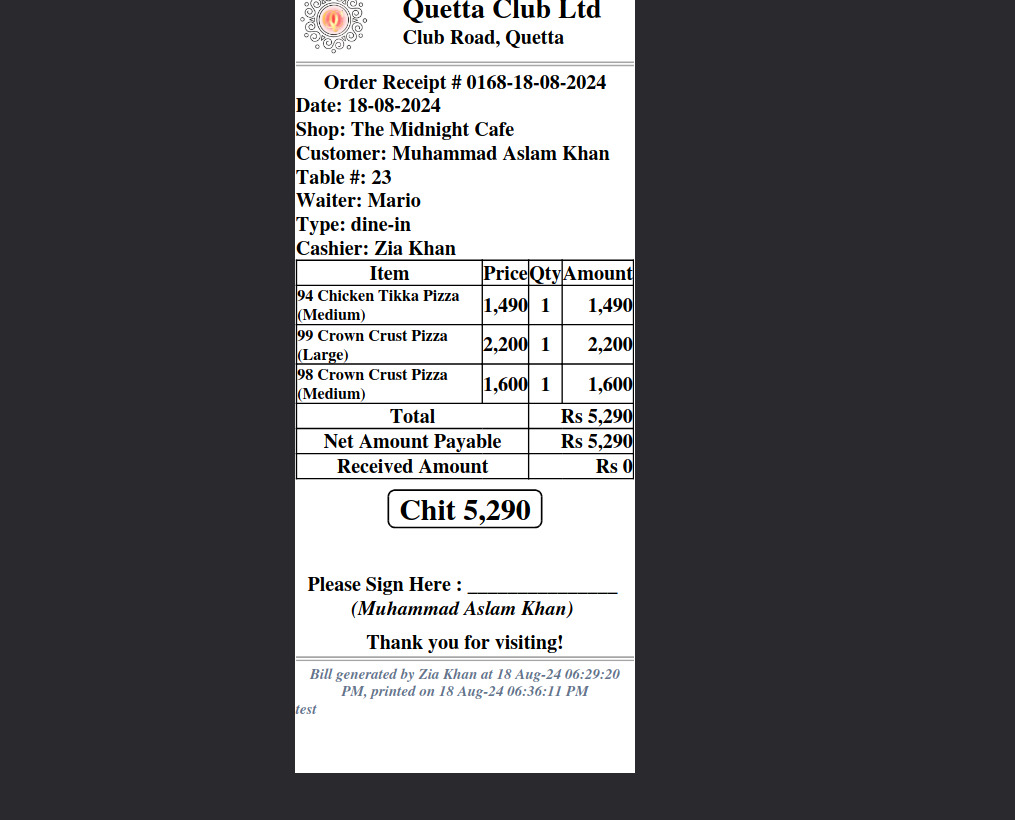 Quetta Club Ltd
Club Road, Quetta
Order Receipt # 0168-18-08-2024
Date: 18-08-2024
Shop: The Midnight Cafe
Customer: Muhammad Aslam Khan
Table #: 23
Waiter: Mario
Type: dine-in
Cashier: Zia Khan
Item Price Qty Amount
94 Chicken Tikka Pizza
(Medium) 1,490 1 1,490
99 Crown Crust Pizza
(Large) 2,200 1 2,200
98 Crown Crust Pizza
(Medium) 1,600 1 1,600
Total Rs 5,290
Net Amount Payable Rs 5,290
Received Amount Rs 0
Chit 5,290
Please Sign Here : _______________
(Muhammad Aslam Khan)
Thank you for visiting!
Bill generated by Zia Khan at 18 Aug-24 06:29:20
PM, printed on 18 Aug-24 06:36:11 PM
test